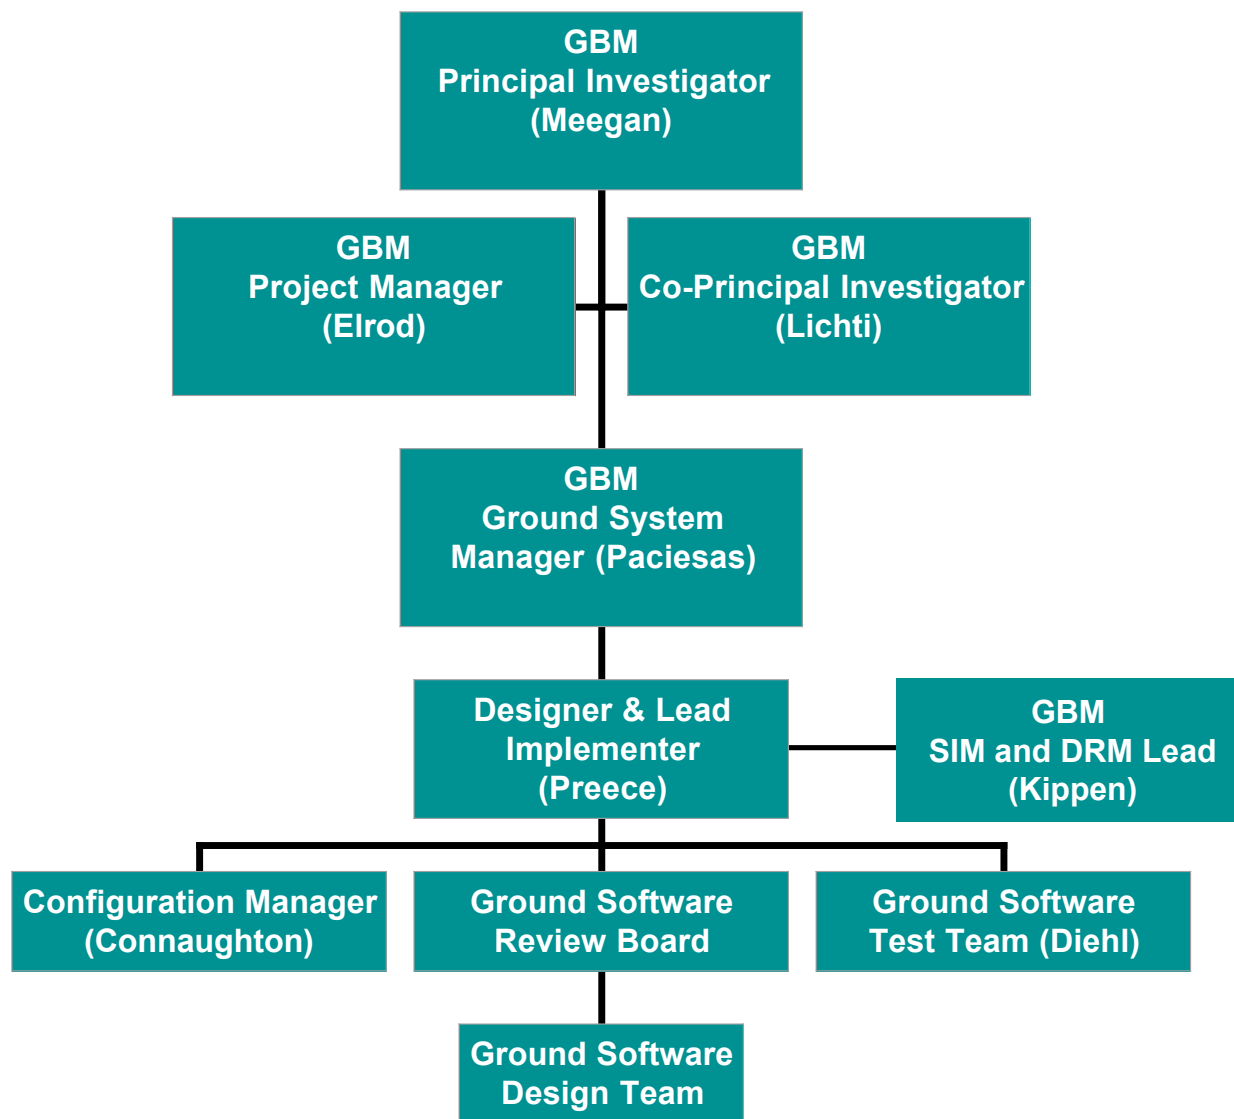 GBM
Principal Investigator
(Meegan)
GBM
Project Manager
(Elrod)
GBM
Co-Principal Investigator
(Lichti)
GBM
Ground System
Manager (Paciesas)
Designer & Lead
Implementer
(Preece)
GBM
SIM and DRM Lead
(Kippen)
Configuration Manager
(Connaughton)
Ground Software
Review Board
Ground Software
Test Team (Diehl)
Ground Software
Design Team